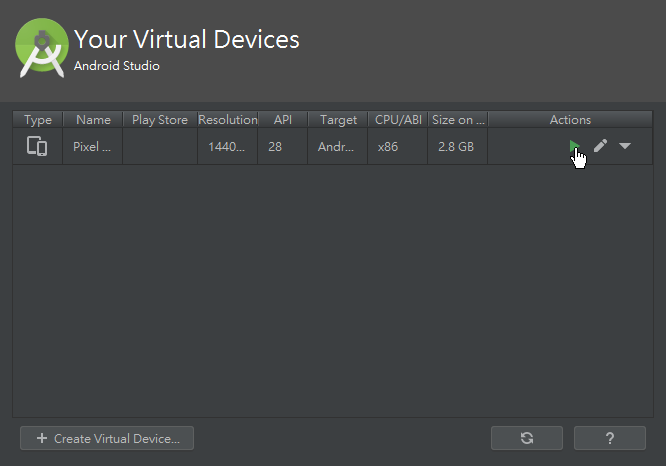 Your Virtual Devices
Android Studio
Type Name Play Store Resolution API Target CPU/ABI Size on ... Actions
Pixel ... 1440... 28 Andr... x86 2.8 GB
+ Create Virtual Device... ?